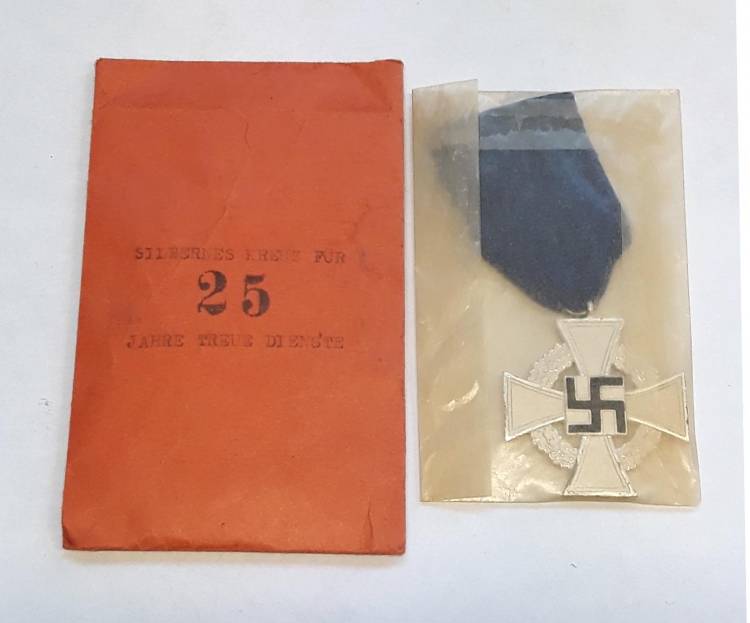 SILBERNES KREUZ FÜR
25
JAHRE TREUE DIENSTE